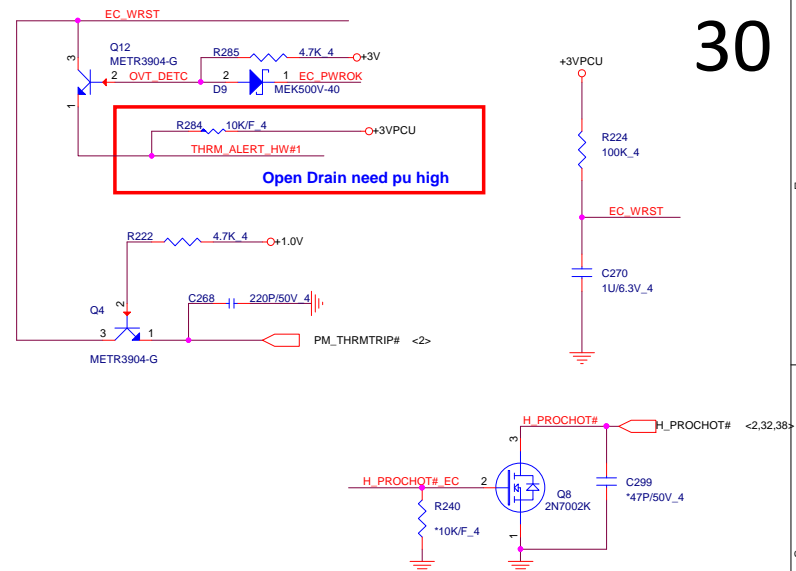 EC_WRST
30
Q12
METR3904-G
3
2
1
OVT_DETC
R285
4.7K_4
+3V
2
D9
1
EC_PWROK
MEK500V-40
R284
10K/F_4
+3VPCU
THRM_ALERT_HW#1
Open Drain need pu high
+3VPCU
R224
100K_4
EC_WRST
C270
1U/6.3V_4
R222
4.7K_4
+1.0V
Q4
2
3
1
METR3904-G
C268
220P/50V_4
PM_THRMTRIP# <2>
H_PROCHOT#
H_PROCHOT# <2,32,38>
3
H_PROCHOT#_EC
2
Q8
2N7002K
1
R240
*10K/F_4
C299
*47P/50V_4